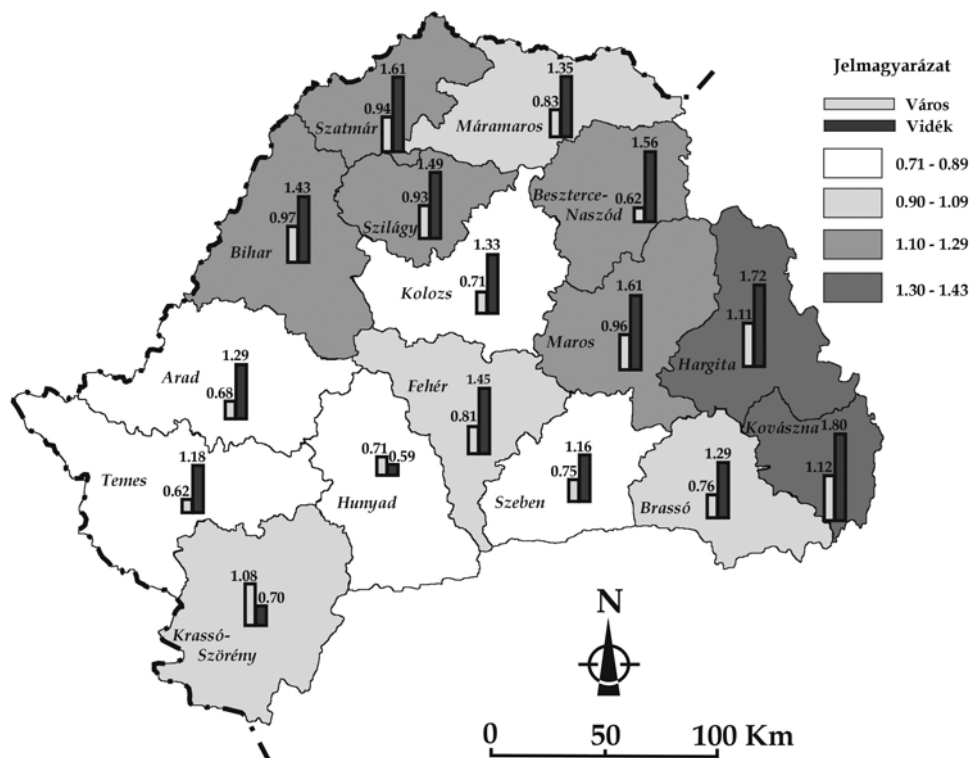 Jelmagyarázat
Város
Vidék
0.71 - 0.89
0.90 - 1.09
1.10 - 1.29
1.30 - 1.43
1.61
0.94
Szatmár
1.35
0.83
Máramaros
1.43
0.97
Bihar
1.49
0.93
Szilágy
1.56
Beszterce-
Naszód
0.62
1.33
0.71
Kolozs
1.61
0.96
Maros
1.72
1.11
Hargita
1.29
0.68
Arad
1.45
0.81
Fehér
Kovászna
1.80
1.12
1.18
0.62
Temes
0.71
0.59
Hunyad
1.16
0.75
Szeben
1.29
0.76
Brassó
1.08
0.70
Krassó-
Szörény
N
0 50 100 Km